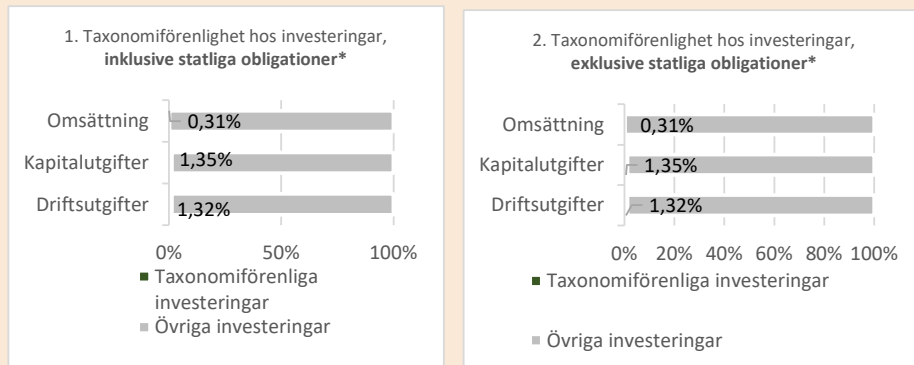 1. Taxonomiförenlighet hos investeringar,
inklusive statliga obligationer*
Omsättning
0,31%
Kapitalutgifter
1,35%
Driftsutgifter
1,32%
0% 50% 100%
Taxonomiförenliga
investeringar
Övriga investeringar
2. Taxonomiförenlighet hos investeringar,
exklusive statliga obligationer*
Omsättning
0,31%
Kapitalutgifter
1,35%
Driftsutgifter
1,32%
0% 20% 40% 60% 80% 100%
Taxonomiförenliga investeringar
Övriga investeringar